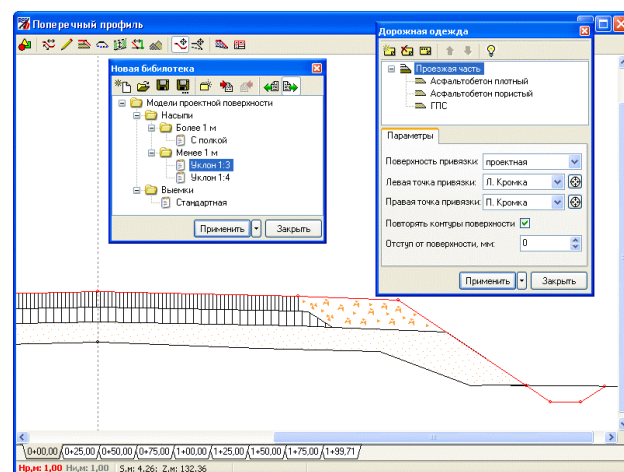 Поперечный профиль
Новая бибилотека
Модели проектной поверхности
Насыпи
Более 1 м
С полкой
Менее 1 м
Уклон 1:3
Уклон 1:4
Выемки
Стандартная
Применить
Закрыть
Дорожная одежда
Проезжая часть
Асфальтобетон плотный
Асфальтобетон пористый
ГПС
Параметры
Поверхность привязки: проектная
Левая точка привязки: Л. Кромка
Правая точка привязки: П. Кромка
Повторять контуры поверхности
Отступ от поверхности, мм: 0
Применить
Закрыть
0+00,00 0+25,00 0+50,00 0+75,00 1+00,00 1+25,00 1+50,00 1+75,00 1+99,71
Нр,м: 1,00 Ни,м: 1,00 S.м: 4.26; Z.м: 132.36